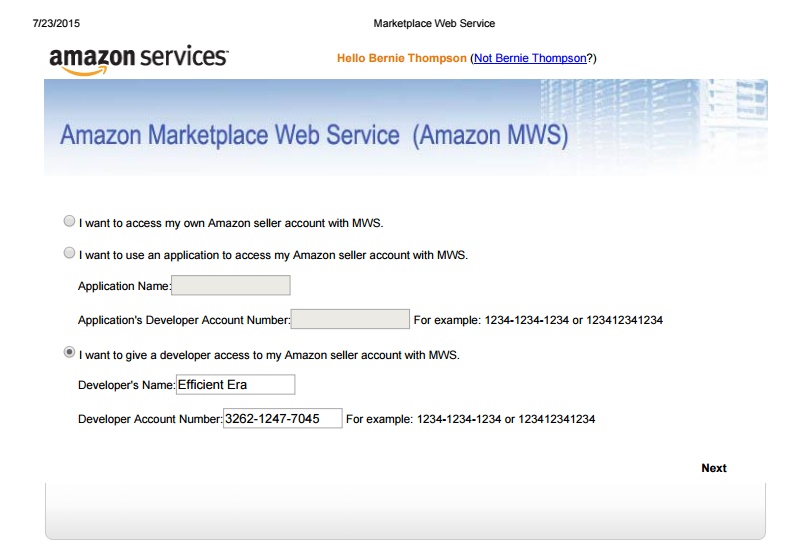 7/23/2015 Marketplace Web Service
amazon services™ Hello Bernie Thompson (Not Bernie Thompson?)
Amazon Marketplace Web Service (Amazon MWS)
I want to access my own Amazon seller account with MWS.
I want to use an application to access my Amazon seller account with MWS.
Application Name:
Application's Developer Account Number: For example: 1234-1234-1234 or 123412341234
I want to give a developer access to my Amazon seller account with MWS.
Developer's Name: Efficient Era
Developer Account Number: 3262-1247-7045 For example: 1234-1234-1234 or 123412341234
Next